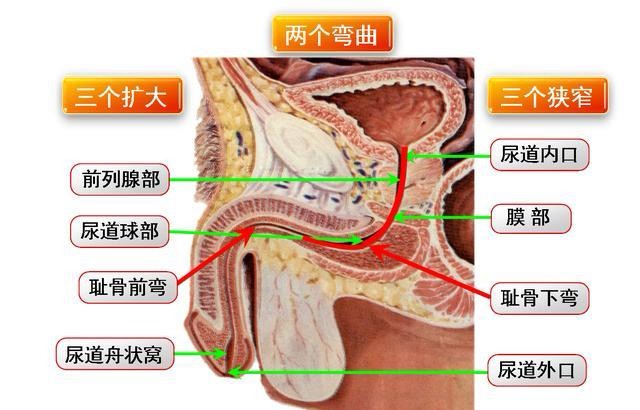 两个弯曲
三个扩大
三个狭窄
尿道内口
前列腺部
膜部
尿道球部
耻骨前弯
耻骨下弯
尿道舟状窝
尿道外口